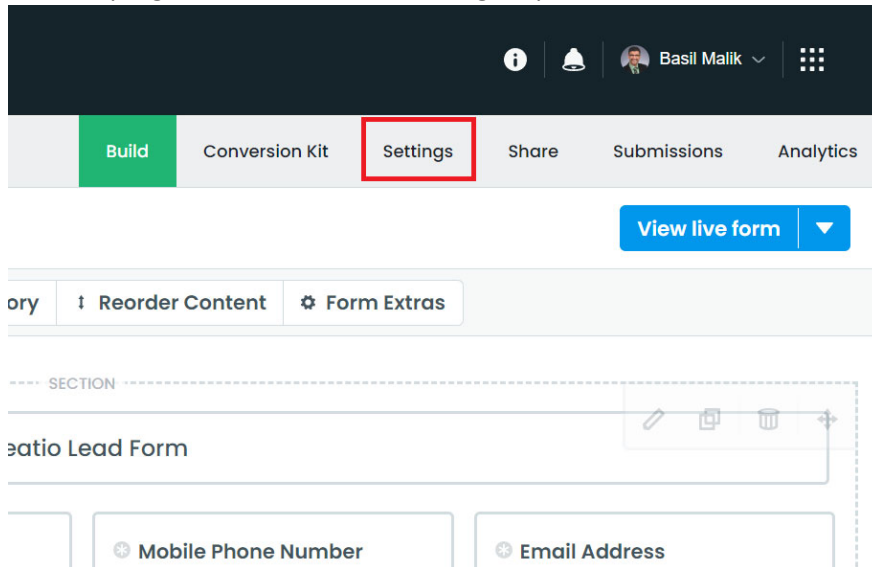 Basil Malik
Build Conversion Kit Settings Share Submissions Analytics
View live form
ory Reorder Content Form Extras
SECTION
eatio Lead Form
Mobile Phone Number Email Address